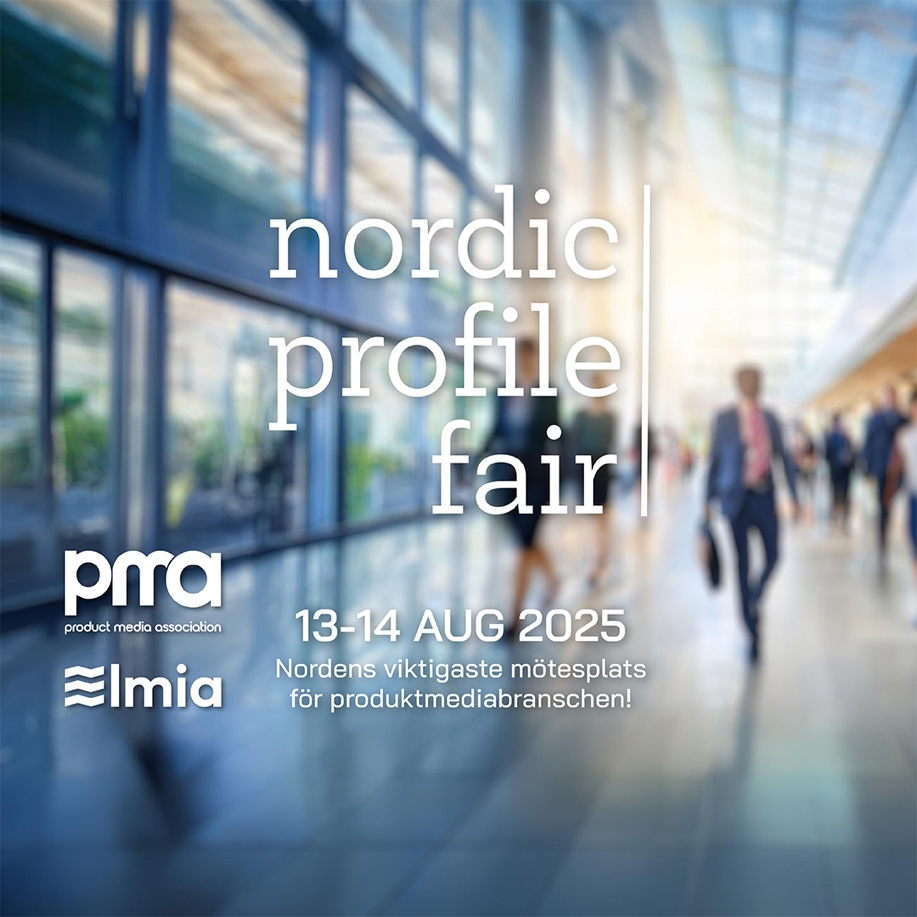 nordic
profile
fair
pma
product media association
Elmia
13-14 AUG 2025
Nordens viktigaste mötesplats
för produktmediabranschen!